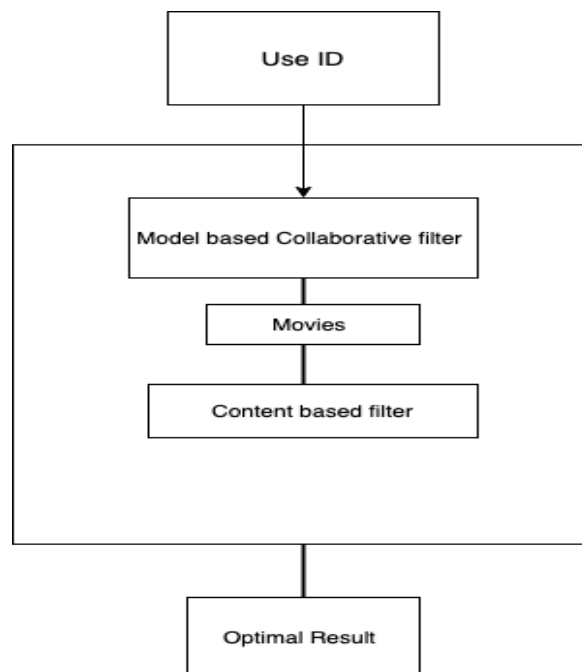 Use ID
Model based Collaborative filter
Movies
Content based filter
Optimal Result